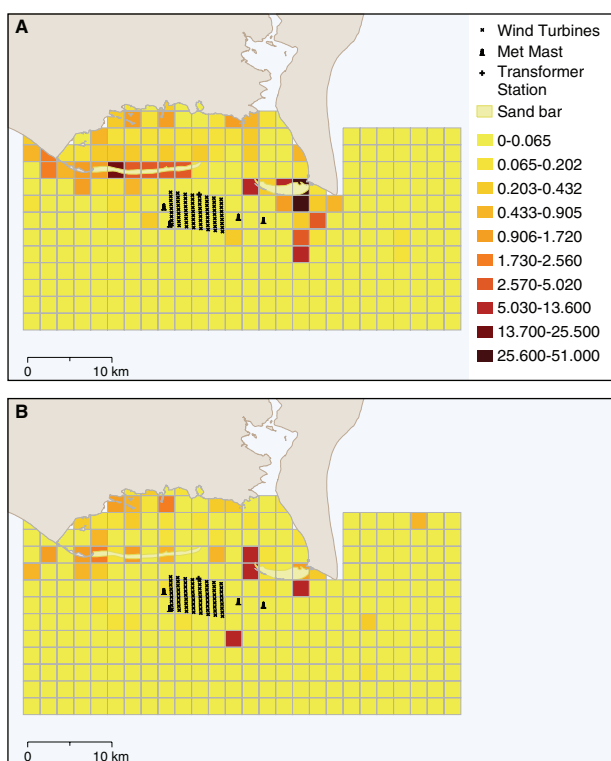 A
Wind Turbines
Met Mast
Transformer
Station
Sand bar
0-0.065
0.065-0.202
0.203-0.432
0.433-0.905
0.906-1.720
1.730-2.560
2.570-5.020
5.030-13.600
13.700-25.500
25.600-51.000
0 10 km
B
0 10 km